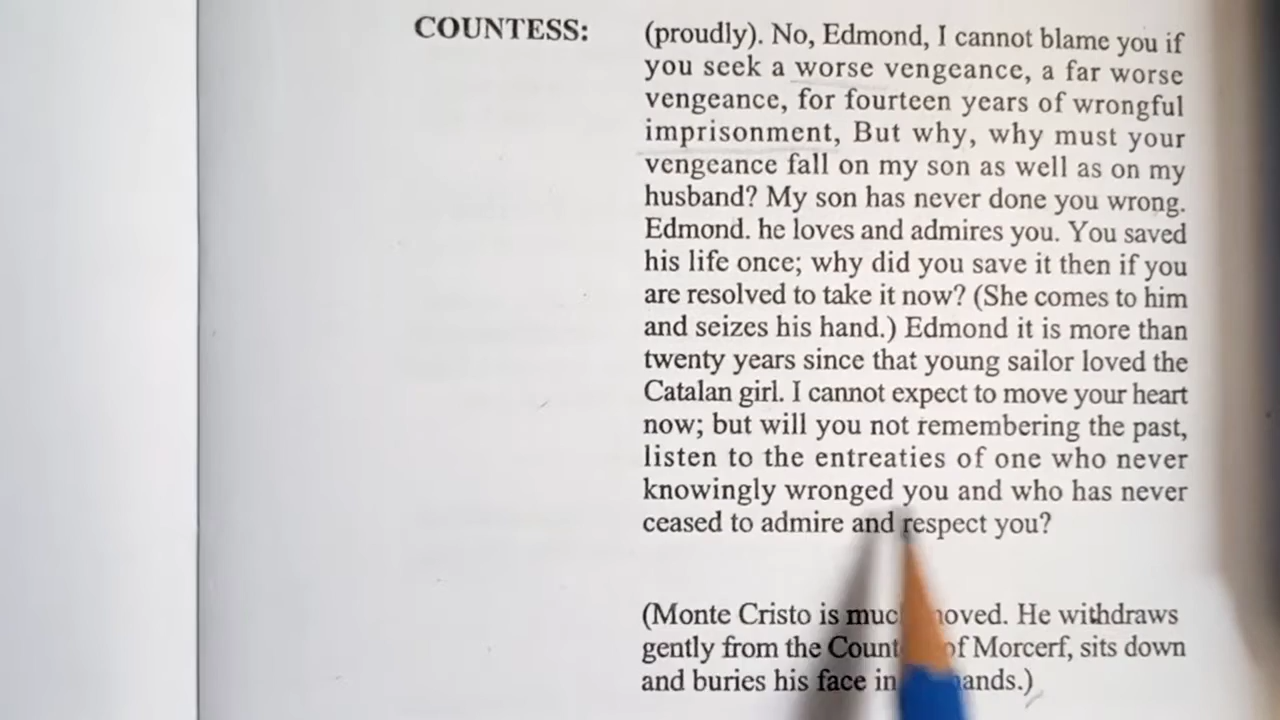 COUNTESS: (proudly). No, Edmond, I cannot blame you if
you seek a worse vengeance, a far worse
vengeance, for fourteen years of wrongful
imprisonment, But why, why must your
vengeance fall on my son as well as on my
husband? My son has never done you wrong.
Edmond. he loves and admires you. You saved
his life once; why did you save it then if you
are resolved to take it now? (She comes to him
and seizes his hand.) Edmond it is more than
twenty years since that young sailor loved the
Catalan girl. I cannot expect to move your heart
now; but will you not remembering the past,
listen to the entreaties of one who never
knowingly wronged you and who has never
ceased to admire and respect you?
(Monte Cristo is He withdraws
gently from the of Morcerf, sits down
and buries his face in